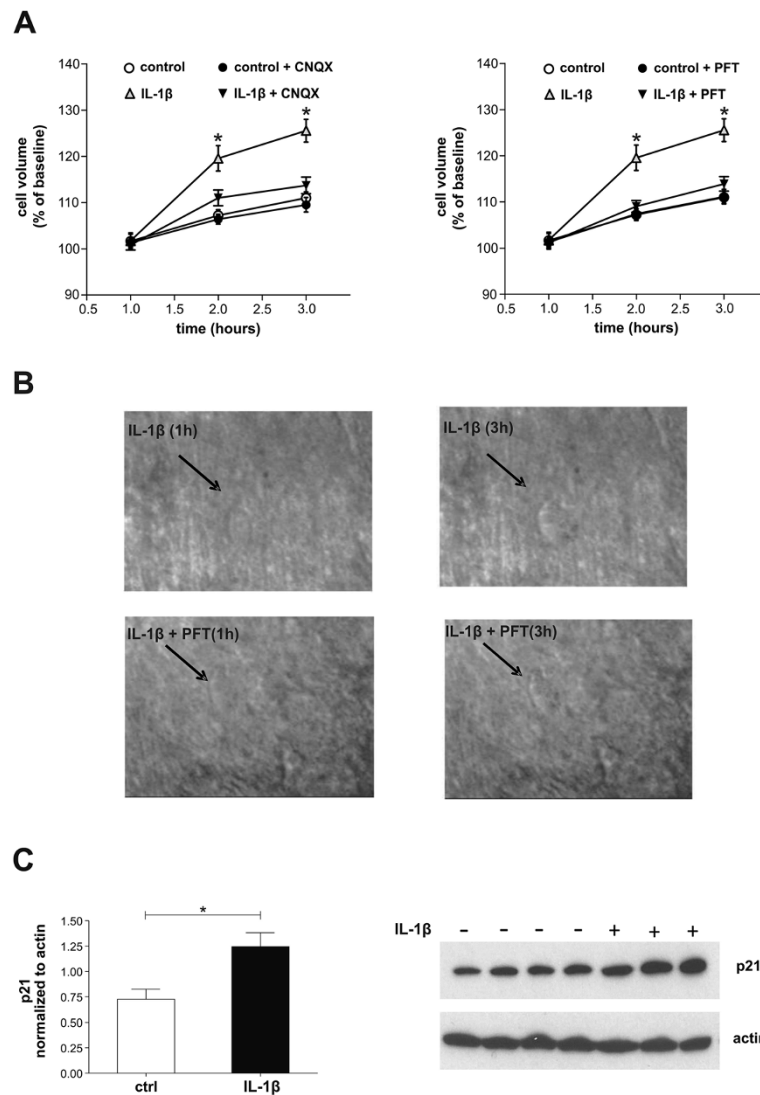 A
control
control + CNQX
IL-1β
IL-1β + CNQX
cell volume
(% of baseline)
140
130
120
110
100
90
* *
0.5 1.0 1.5 2.0 2.5 3.0
time (hours)
control
control + PFT
IL-1β
IL-1β + PFT
cell volume
(% of baseline)
140
130
120
110
100
90
* *
0.5 1.0 1.5 2.0 2.5 3.0
time (hours)
B
IL-1β (1h)
IL-1β (3h)
IL-1β + PFT(1h)
IL-1β + PFT(3h)
C
p21
normalized to actin
1.50
1.25
1.00
0.75
0.50
0.25
0.00
*
ctrl IL-1β
IL-1β - - - - + + +
p21
actin